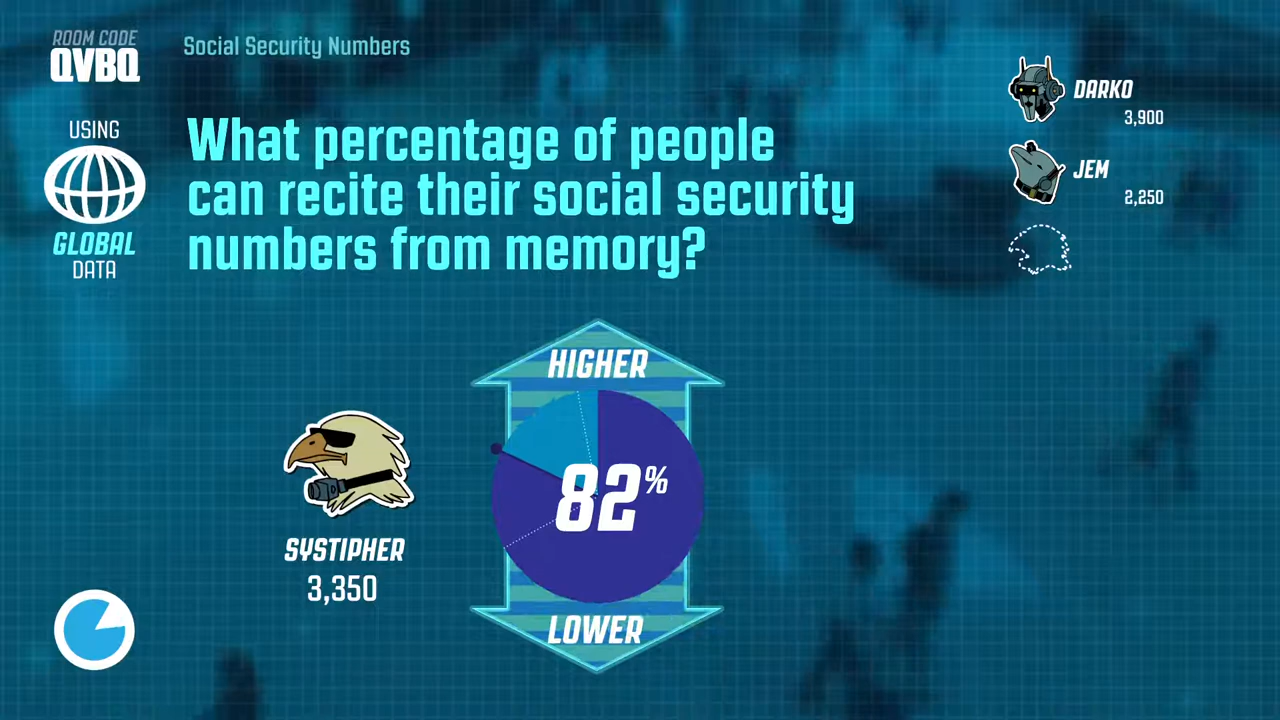 ROOM CODE
QVBQ
Social Security Numbers
USING
GLOBAL
DATA
What percentage of people
can recite their social security
numbers from memory?
DARKO
3,900
JEM
2,250
HIGHER
82%
SYSTIPHER
3,350
LOWER